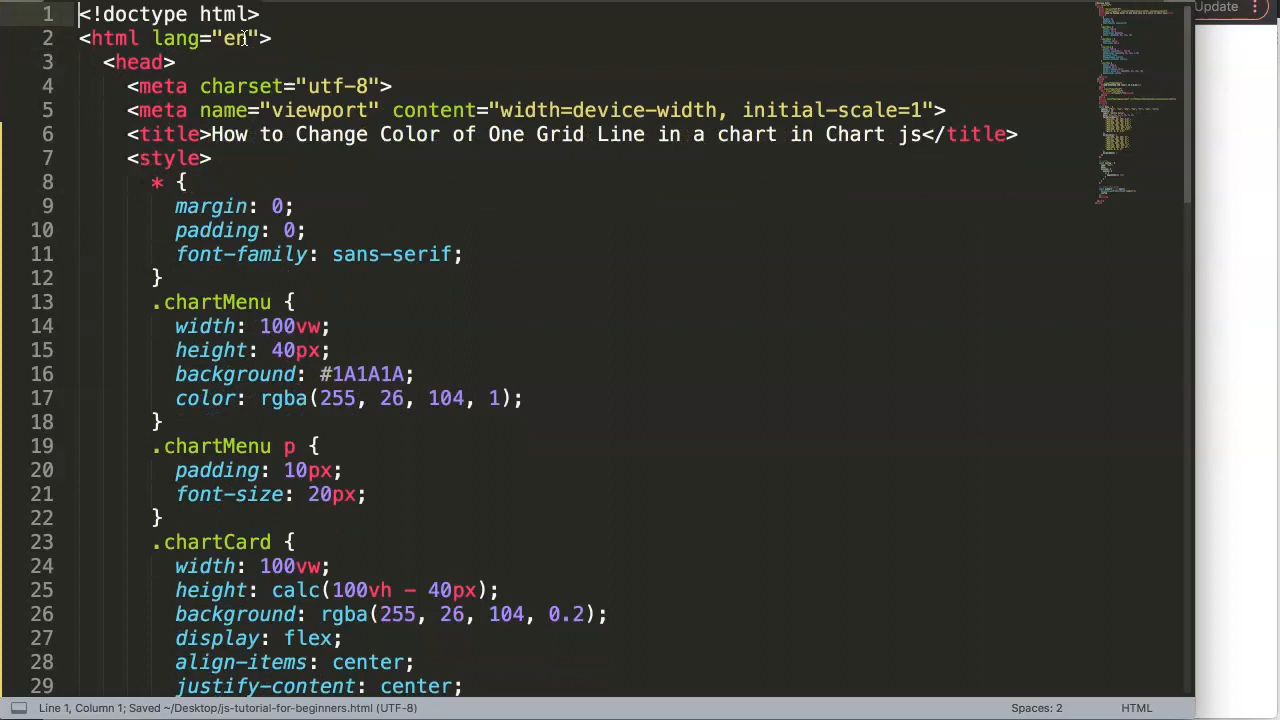 Update
1 <!doctype html>
2 <html lang="en">
3 <head>
4 <meta charset="utf-8">
5 <meta name="viewport" content="width=device-width, initial-scale=1">
6 <title>How to Change Color of One Grid Line in a chart in Chart js</title>
7 <style>
8 * {
9 margin: 0;
10 padding: 0;
11 font-family: sans-serif;
12 }
13 .chartMenu {
14 width: 100vw;
15 height: 40px;
16 background: #1A1A1A;
17 color: rgba(255, 26, 104, 1);
18 }
19 .chartMenu p {
20 padding: 10px;
21 font-size: 20px;
22 }
23 .chartCard {
24 width: 100vw;
25 height: calc(100vh - 40px);
26 background: rgba(255, 26, 104, 0.2);
27 display: flex;
28 align-items: center;
29 justify-content: center;
Line 1, Column 1; Saved ~/Desktop/js-tutorial-for-beginners.html (UTF-8) Spaces: 2 HTML